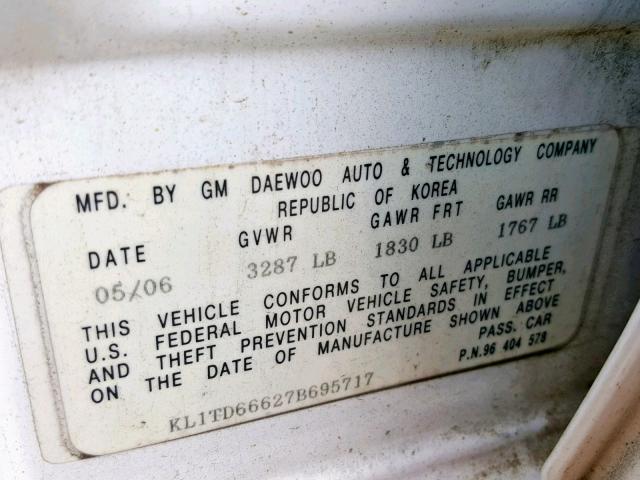 MFD. BY GM DAEWOO AUTO & TECHNOLOGY COMPANY
REPUBLIC OF KOREA
DATE GVWR GAWR FRT GAWR RR
05/06 3287 LB 1830 LB 1767 LB
THIS VEHICLE CONFORMS TO ALL APPLICABLE
U.S. FEDERAL MOTOR VEHICLE SAFETY, BUMPER,
AND THEFT PREVENTION STANDARDS IN EFFECT
ON THE DATE OF MANUFACTURE SHOWN ABOVE
PASS. CAR
P.N.96 404 578
KL1TD66627B695717